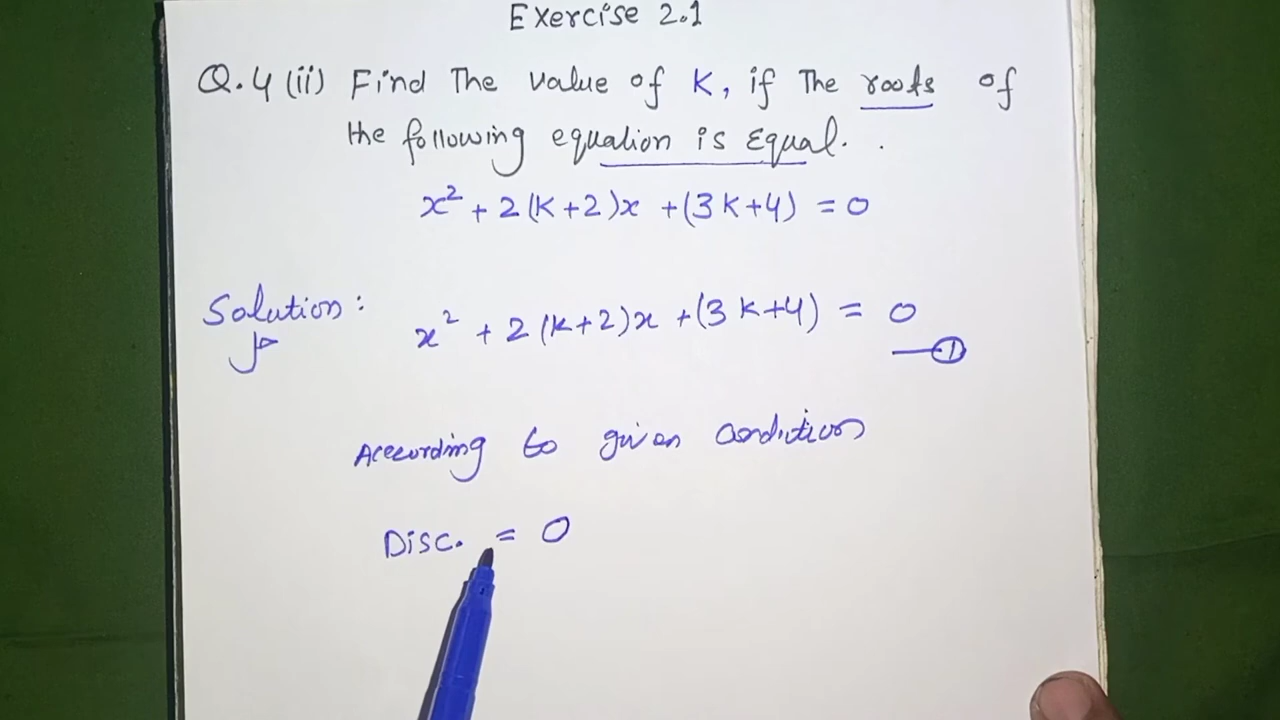 Exercise 2.1
Q.4 (ii) Find The value of K, if The roots of
the following equation is Equal. .
x² + 2(K+2)x + (3K+4) = 0
Solution: x² + 2(K+2)x + (3K+4) = 0
①
According to given condition
Disc. = 0